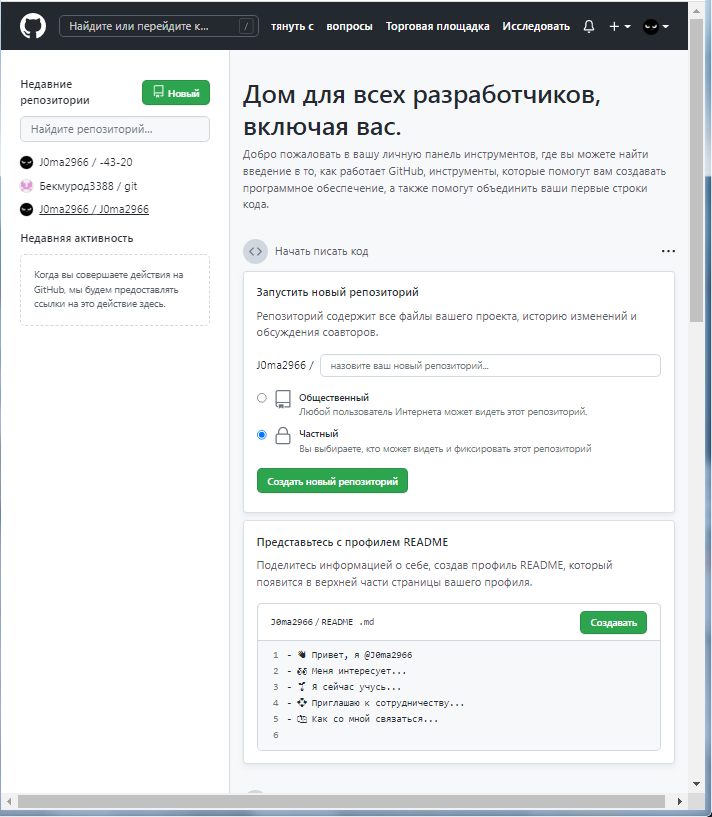 Найдите или перейдите к... /
тянуть с вопросы Торговая площадка Исследовать
Недавние
репозитории
Новый
Найдите репозиторий...
J0ma2966 / -43-20
Бекмурод3388 / git
J0ma2966 / J0ma2966
Недавняя активность
Когда вы совершаете действия на
GitHub, мы будем предоставлять
ссылки на это действие здесь.
Дом для всех разработчиков,
включая вас.
Добро пожаловать в вашу личную панель инструментов, где вы можете найти
введение в то, как работает GitHub, инструменты, которые помогут вам создавать
программное обеспечение, а также помогут объединить ваши первые строки
кода.
Начать писать код
Запустить новый репозиторий
Репозиторий содержит все файлы вашего проекта, историю изменений и
обсуждения соавторов.
J0ma2966 / назовите ваш новый репозиторий...
Общественный
Любой пользователь Интернета может видеть этот репозиторий.
Частный
Вы выбираете, кто может видеть и фиксировать этот репозиторий
Создать новый репозиторий
Представьтесь с профилем README
Поделитесь информацией о себе, создав профиль README, который
появится в верхней части страницы вашего профиля.
J0ma2966 / README .md
Создавать
1 - 👋 Привет, я @J0ma2966
2 - 👀 Меня интересует...
3 - 🌱 Я сейчас учусь...
4 - 💞️ Приглашаю к сотрудничеству...
5 - 📫 Как со мной связаться...
6